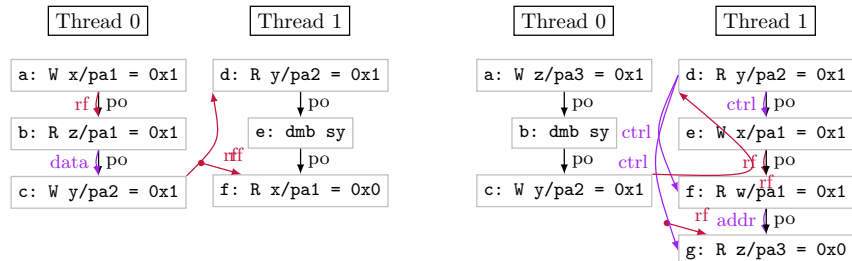 Thread 0
Thread 1
a: W x/pa1 = 0x1
d: R y/pa2 = 0x1
rf
po
po
b: R z/pa1 = 0x1
e: dmb sy
data
po
rf
rf
po
c: W y/pa2 = 0x1
f: R x/pa1 = 0x0
Thread 0
Thread 1
a: W z/pa3 = 0x1
d: R y/pa2 = 0x1
po
ctrl
po
b: dmb sy
ctrl
e: W x/pa1 = 0x1
po
ctrl
rf
po
rf
c: W y/pa2 = 0x1
f: R w/pa1 = 0x1
rf
addr
po
g: R z/pa3 = 0x0